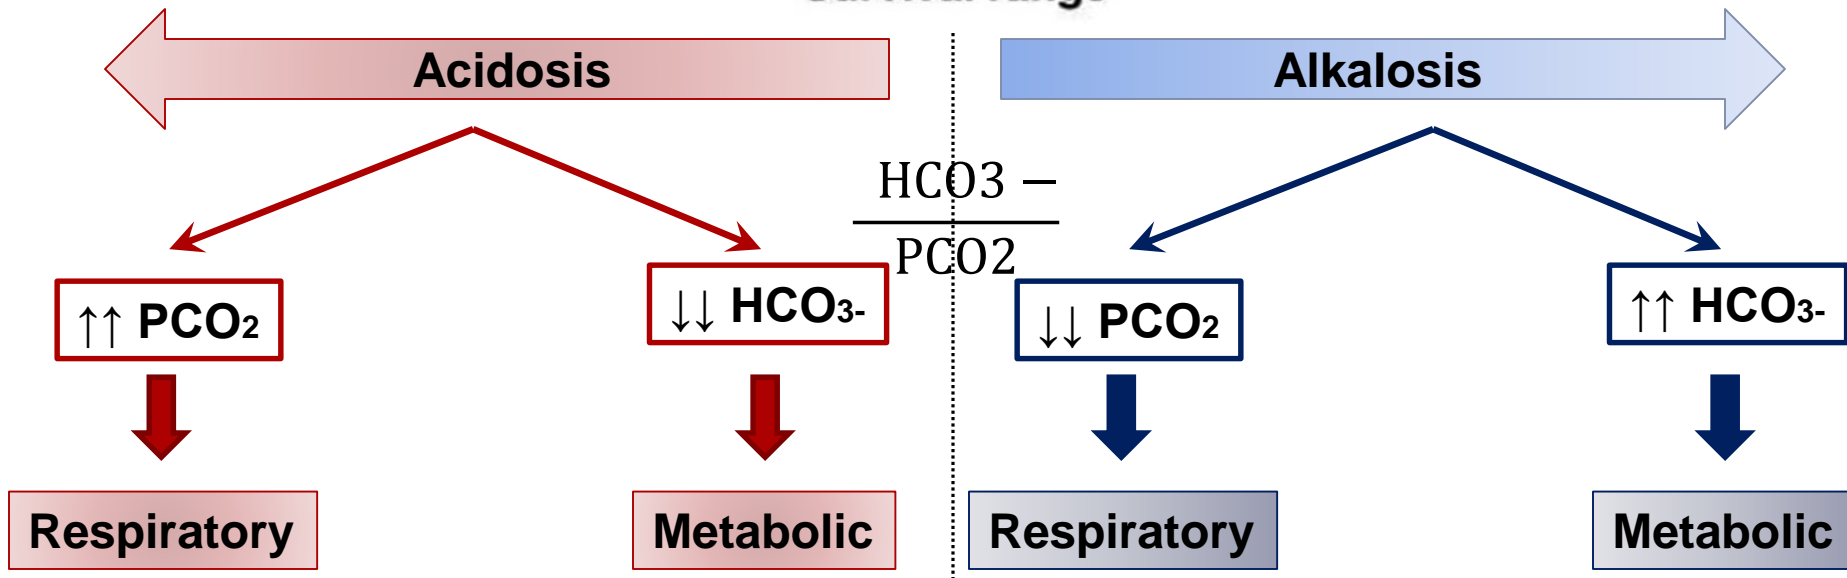 Acidosis
Alkalosis
HCO3 −
PCO2
↑↑ PCO₂
↓↓ HCO₃-
↓↓ PCO₂
↑↑ HCO₃-
Respiratory
Metabolic
Respiratory
Metabolic